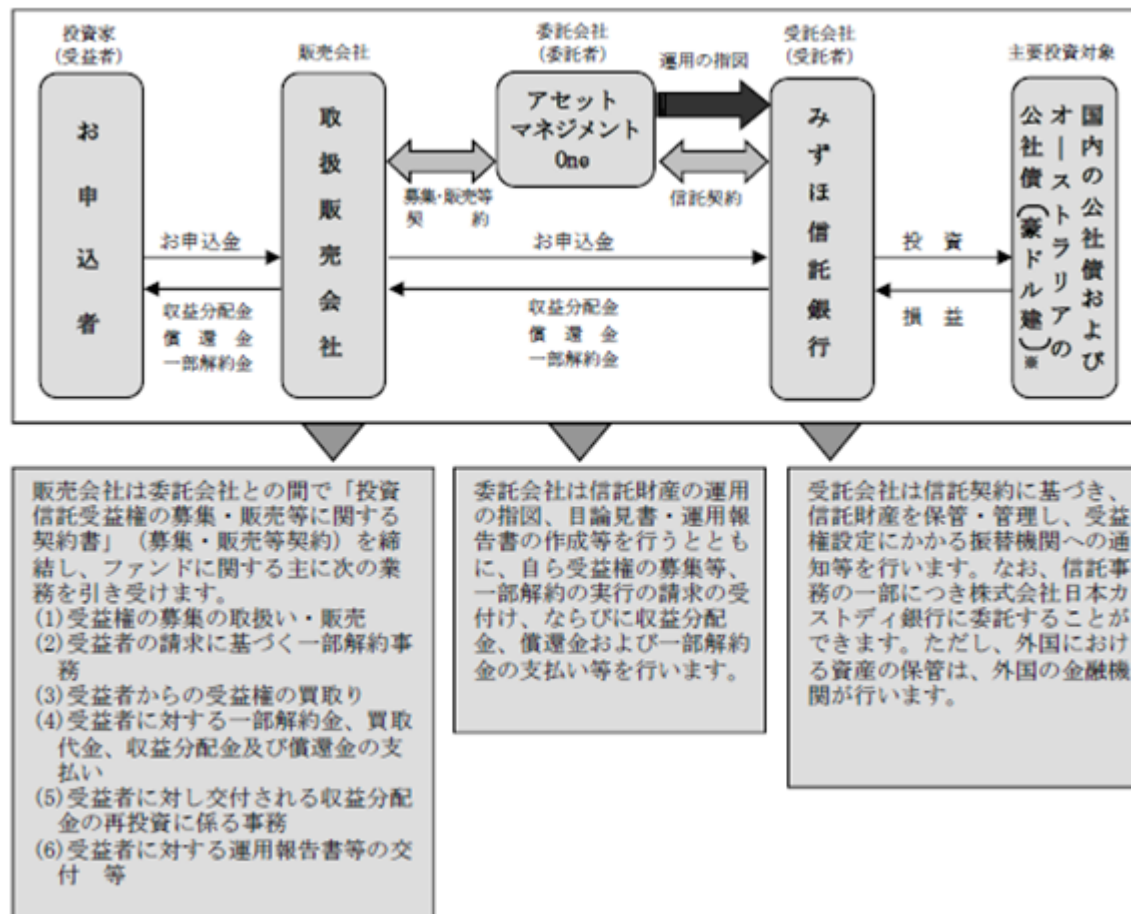 投資家
(受益者)
販売会社
委託会社
(委託者)
受託会社
(受託者)
主要投資対象
運用の指図
お申込者
取扱販売会社
アセット
マネジメント
One
みずほ信託銀行
国内の公社債および
オーストラリアの
公社債(豪ドル建)※
募集・販売等
契 約
信託契約
お申込金
お申込金
投 資
収益分配金
償 還 金
一部解約金
収益分配金
償 還 金
一部解約金
損 益
販売会社は委託会社との間で「投資
信託受益権の募集・販売等に関する
契約書」(募集・販売等契約)を締
結し、ファンドに関する主に次の業
務を引き受けます。
(1)受益権の募集の取扱い・販売
(2)受益者の請求に基づく一部解約事
務
(3)受益者からの受益権の買取り
(4)受益者に対する一部解約金、買取
代金、収益分配金及び償還金の支
払い
(5)受益者に対し交付される収益分配
金の再投資に係る事務
(6)受益者に対する運用報告書等の交
付 等
委託会社は信託財産の運用
の指図、目論見書・運用報
告書の作成等を行うととも
に、自ら受益権の募集等、
一部解約の実行の請求の受
付け、ならびに収益分配
金、償還金および一部解約
金の支払い等を行います。
受託会社は信託契約に基づき、
信託財産を保管・管理し、受益
権設定にかかる振替機関への通
知等を行います。なお、信託事
務の一部につき株式会社日本カ
ストディ銀行に委託することが
できます。ただし、外国におけ
る資産の保管は、外国の金融機
関が行います。